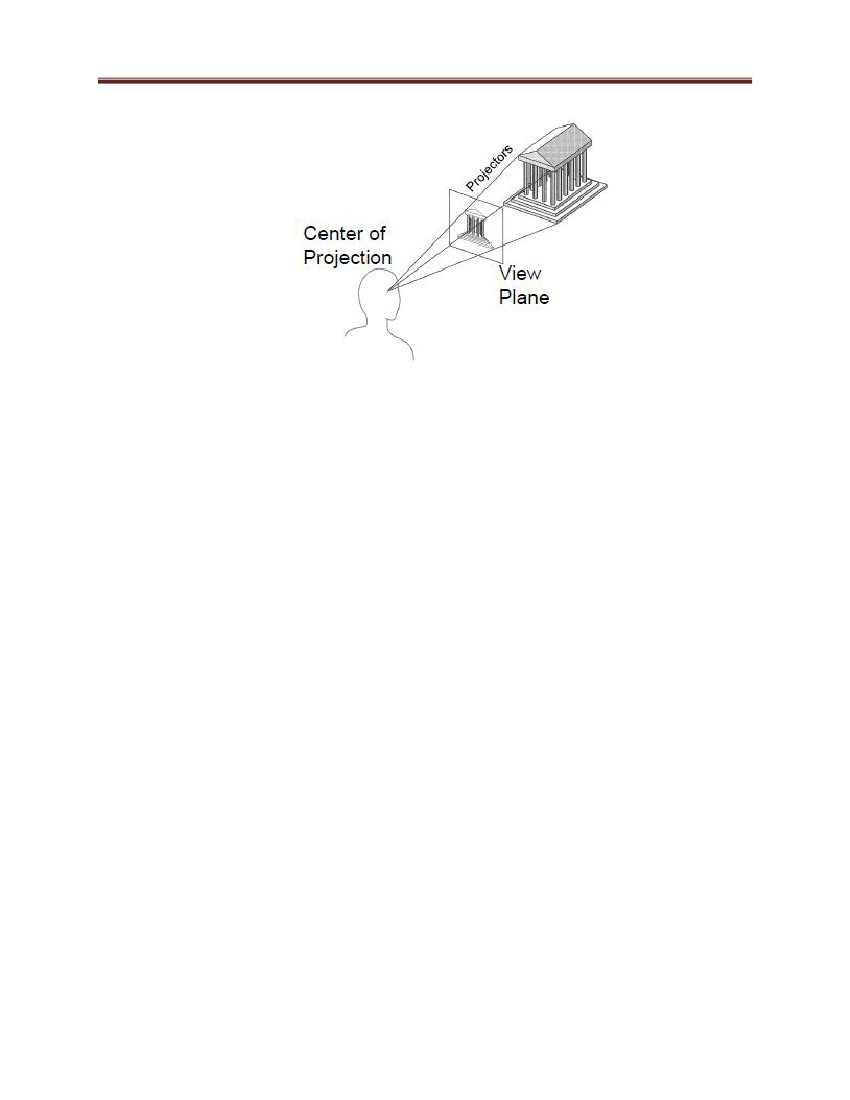 Projectors
Center of
Projection
View
Plane